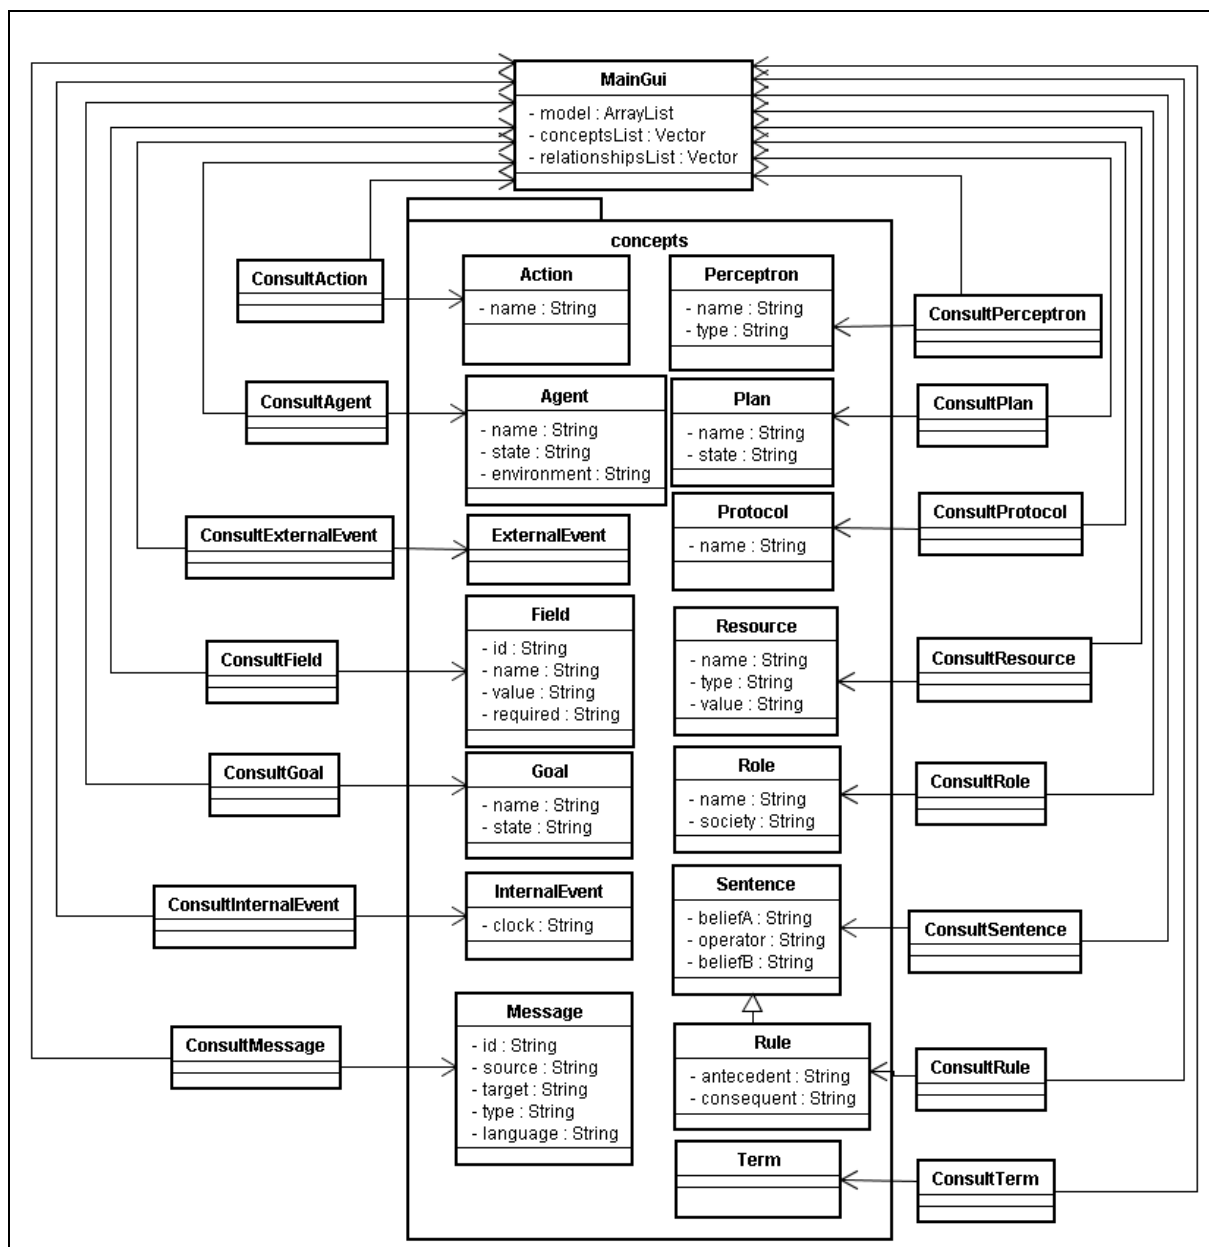 MainGui
- model : ArrayList
- conceptsList : Vector
- relationshipsList : Vector
concepts
ConsultAction
Action
- name : String
Perceptron
- name : String
- type : String
ConsultPerceptron
ConsultAgent
Agent
- name : String
- state : String
- environment : String
Plan
- name : String
- state : String
ConsultPlan
ConsultExternalEvent
ExternalEvent
Protocol
- name : String
ConsultProtocol
ConsultField
Field
- id : String
- name : String
- value : String
- required : String
Resource
- name : String
- type : String
- value : String
ConsultResource
ConsultGoal
Goal
- name : String
- state : String
Role
- name : String
- society : String
ConsultRole
ConsultInternalEvent
InternalEvent
- clock : String
Sentence
- beliefA : String
- operator : String
- beliefB : String
ConsultSentence
ConsultMessage
Message
- id : String
- source : String
- target : String
- type : String
- language : String
Rule
- antecedent : String
- consequent : String
ConsultRule
Term
ConsultTerm